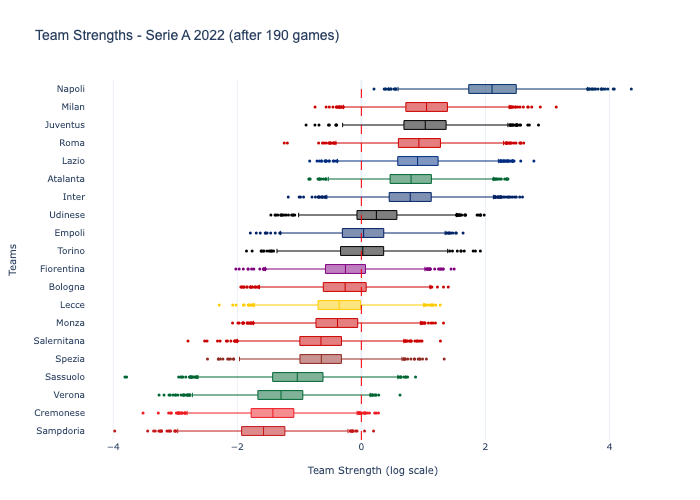 Team Strengths - Serie A 2022 (after 190 games)
Napoli
Milan
Juventus
Roma
Lazio
Atalanta
Inter
Udinese
Empoli
Torino
Fiorentina
Bologna
Lecce
Monza
Salernitana
Spezia
Sassuolo
Verona
Cremonese
Sampdoria
Teams
−4 −2 0 2 4
Team Strength (log scale)